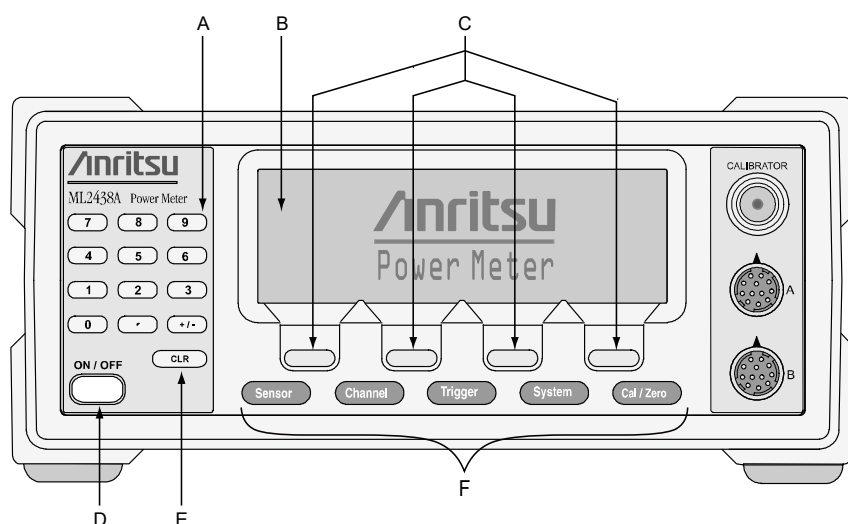 A B C
Anritsu
ML2438A Power Meter
7 8 9
4 5 6
1 2 3
0 . +/-
CLR
ON / OFF
Anritsu
Power Meter
Sensor Channel Trigger System Cal / Zero
CALIBRATOR
A
B
D E F